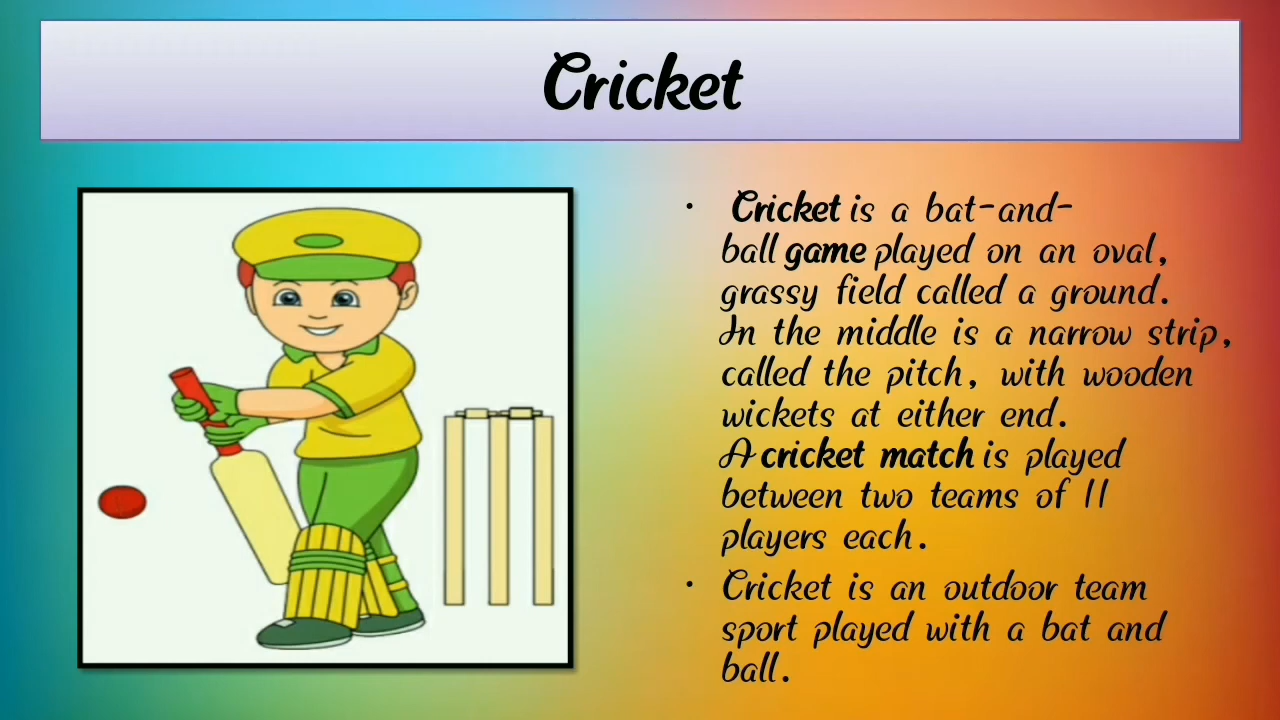 Cricket
• Cricket is a bat-and-
ball game played on an oval,
grassy field called a ground.
In the middle is a narrow strip,
called the pitch, with wooden
wickets at either end.
A cricket match is played
between two teams of 11
players each.
• Cricket is an outdoor team
sport played with a bat and
ball.